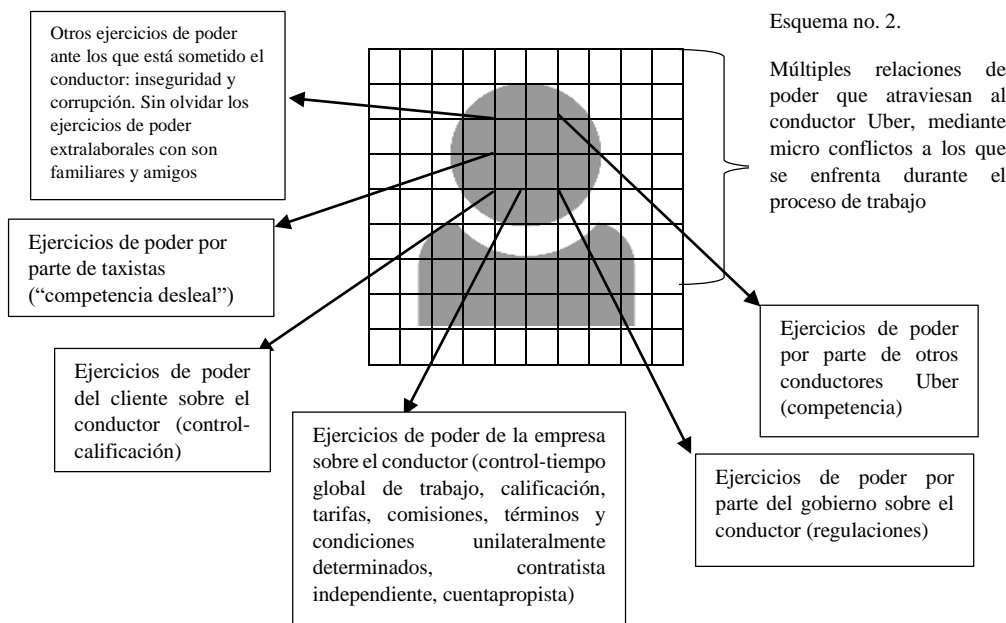 Otros ejercicios de poder
ante los que está sometido el
conductor: inseguridad y
corrupción. Sin olvidar los
ejercicios de poder
extralaborales con son
familiares y amigos
Esquema no. 2.
Múltiples relaciones de
poder que atraviesan al
conductor Uber, mediante
micro conflictos a los que
se enfrenta durante el
proceso de trabajo
Ejercicios de poder por
parte de taxistas
(“competencia desleal”)
Ejercicios de poder
del cliente sobre el
conductor (control-
calificación)
Ejercicios de poder de la empresa
sobre el conductor (control-tiempo
global de trabajo, calificación,
tarifas, comisiones, términos y
condiciones unilateralmente
determinados, contratista
independiente, cuentapropista)
Ejercicios de poder
por parte de otros
conductores Uber
(competencia)
Ejercicios de poder por
parte del gobierno sobre el
conductor (regulaciones)